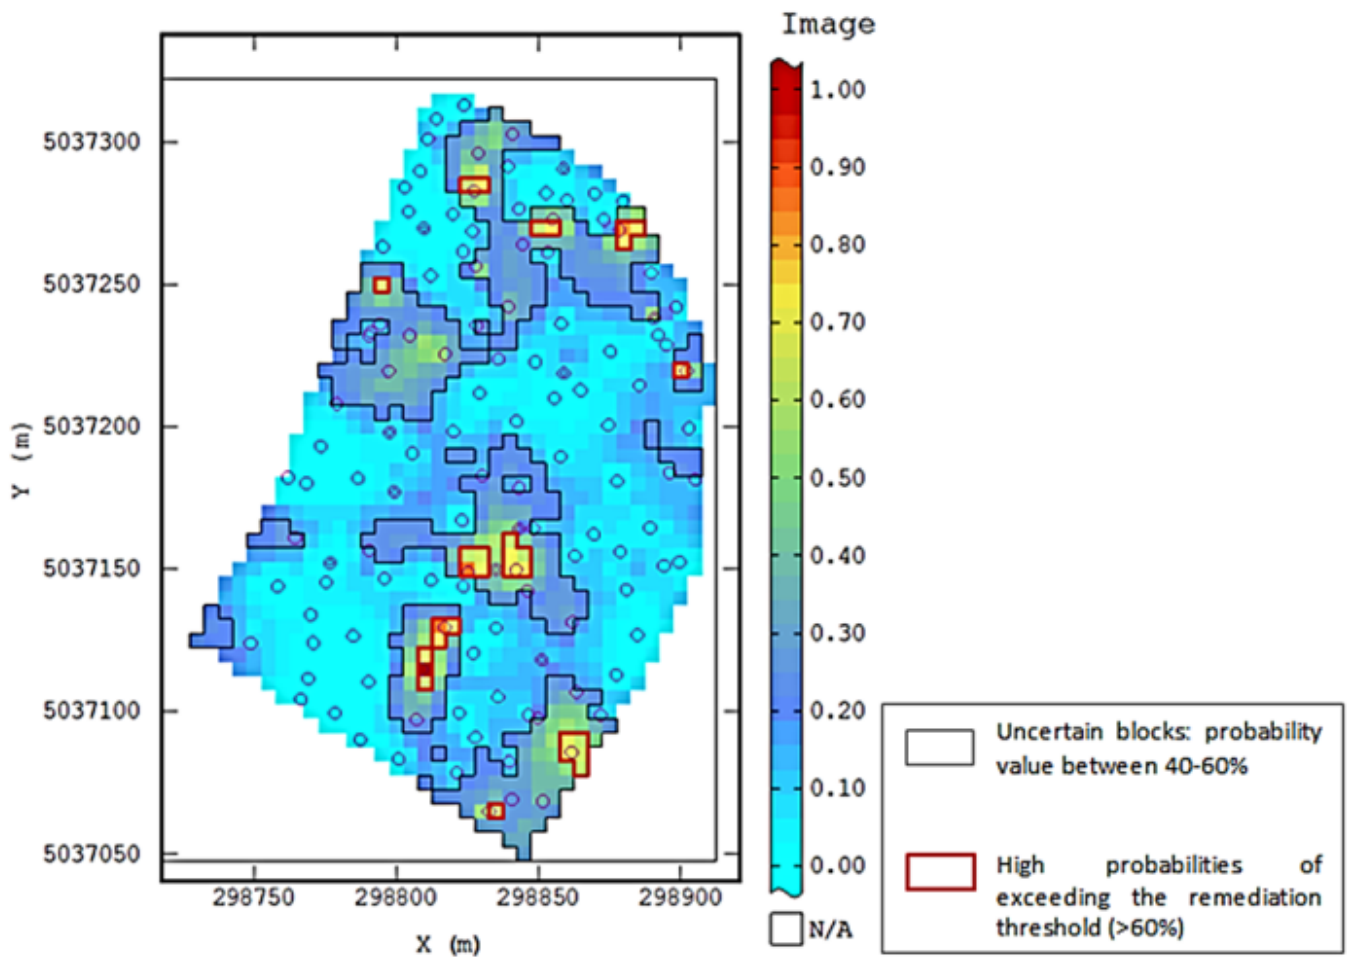 Image
5037300
5037250
5037200
5037150
5037100
5037050
Y (m)
298750 298800 298850 298900
X (m)
1.00
0.90
0.80
0.70
0.60
0.50
0.40
0.30
0.20
0.10
0.00
N/A
Uncertain blocks: probability
value between 40-60%
High probabilities of
exceeding the remediation
threshold (>60%)